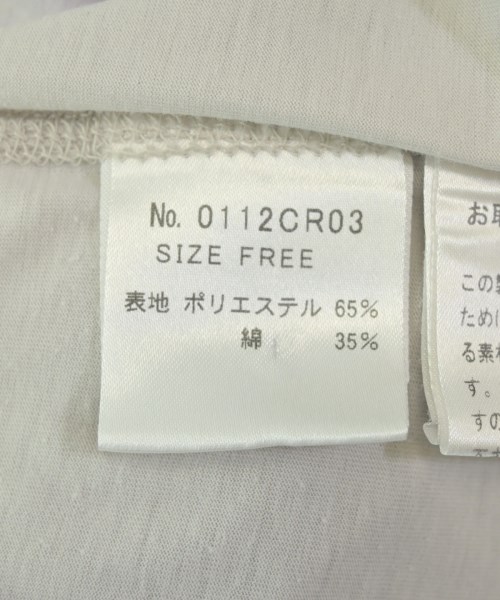 No. 0112CR03
SIZE FREE
表地 ポリエステル 65%
綿 35%
お取
この製
ために
る素材
す。
すの